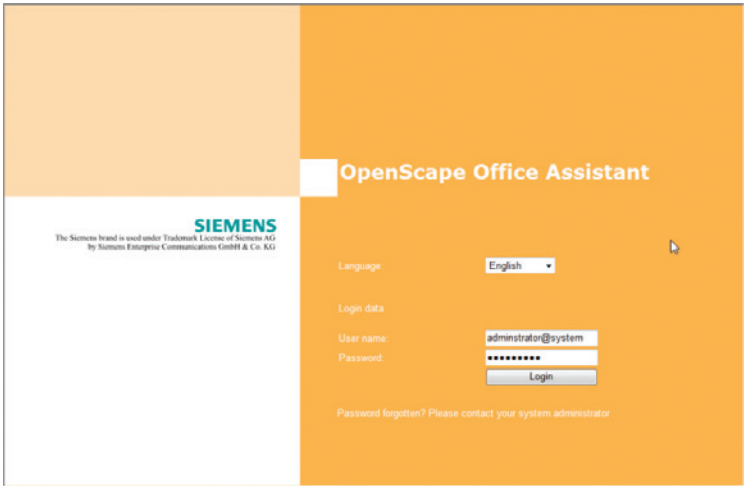 OpenScape Office Assistant
SIEMENS
The Siemens brand is used under Trademark License of Siemens AG
by Siemens Enterprise Communications GmbH & Co. KG
Language: English
Login data
User name: adminstrator@system
Password: •••••••••
Login
Password forgotten? Please contact your system administrator